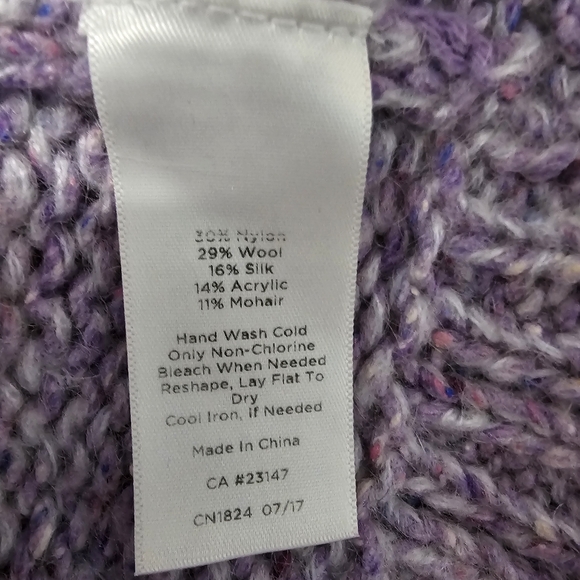 30% Nylon
29% Wool
16% Silk
14% Acrylic
11% Mohair
Hand Wash Cold
Only Non-Chlorine
Bleach When Needed
Reshape, Lay Flat To
Dry
Cool Iron, if Needed
Made In China
CA #23147
CN1824 07/17